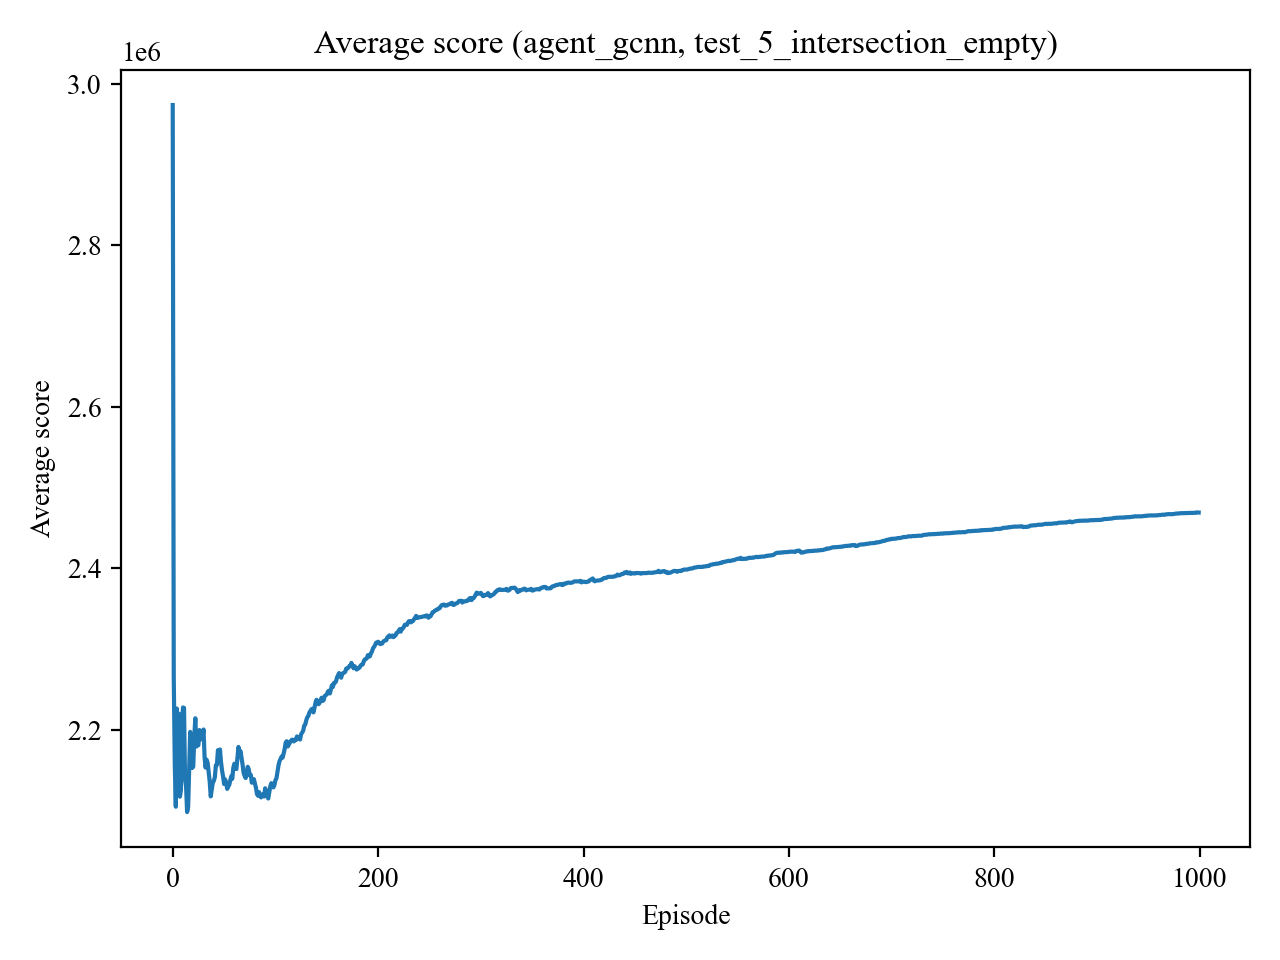 Average score (agent_gcnn, test_5_intersection_empty)
1e6
3.0
2.8
2.6
2.4
2.2
Average score
0 200 400 600 800 1000
Episode